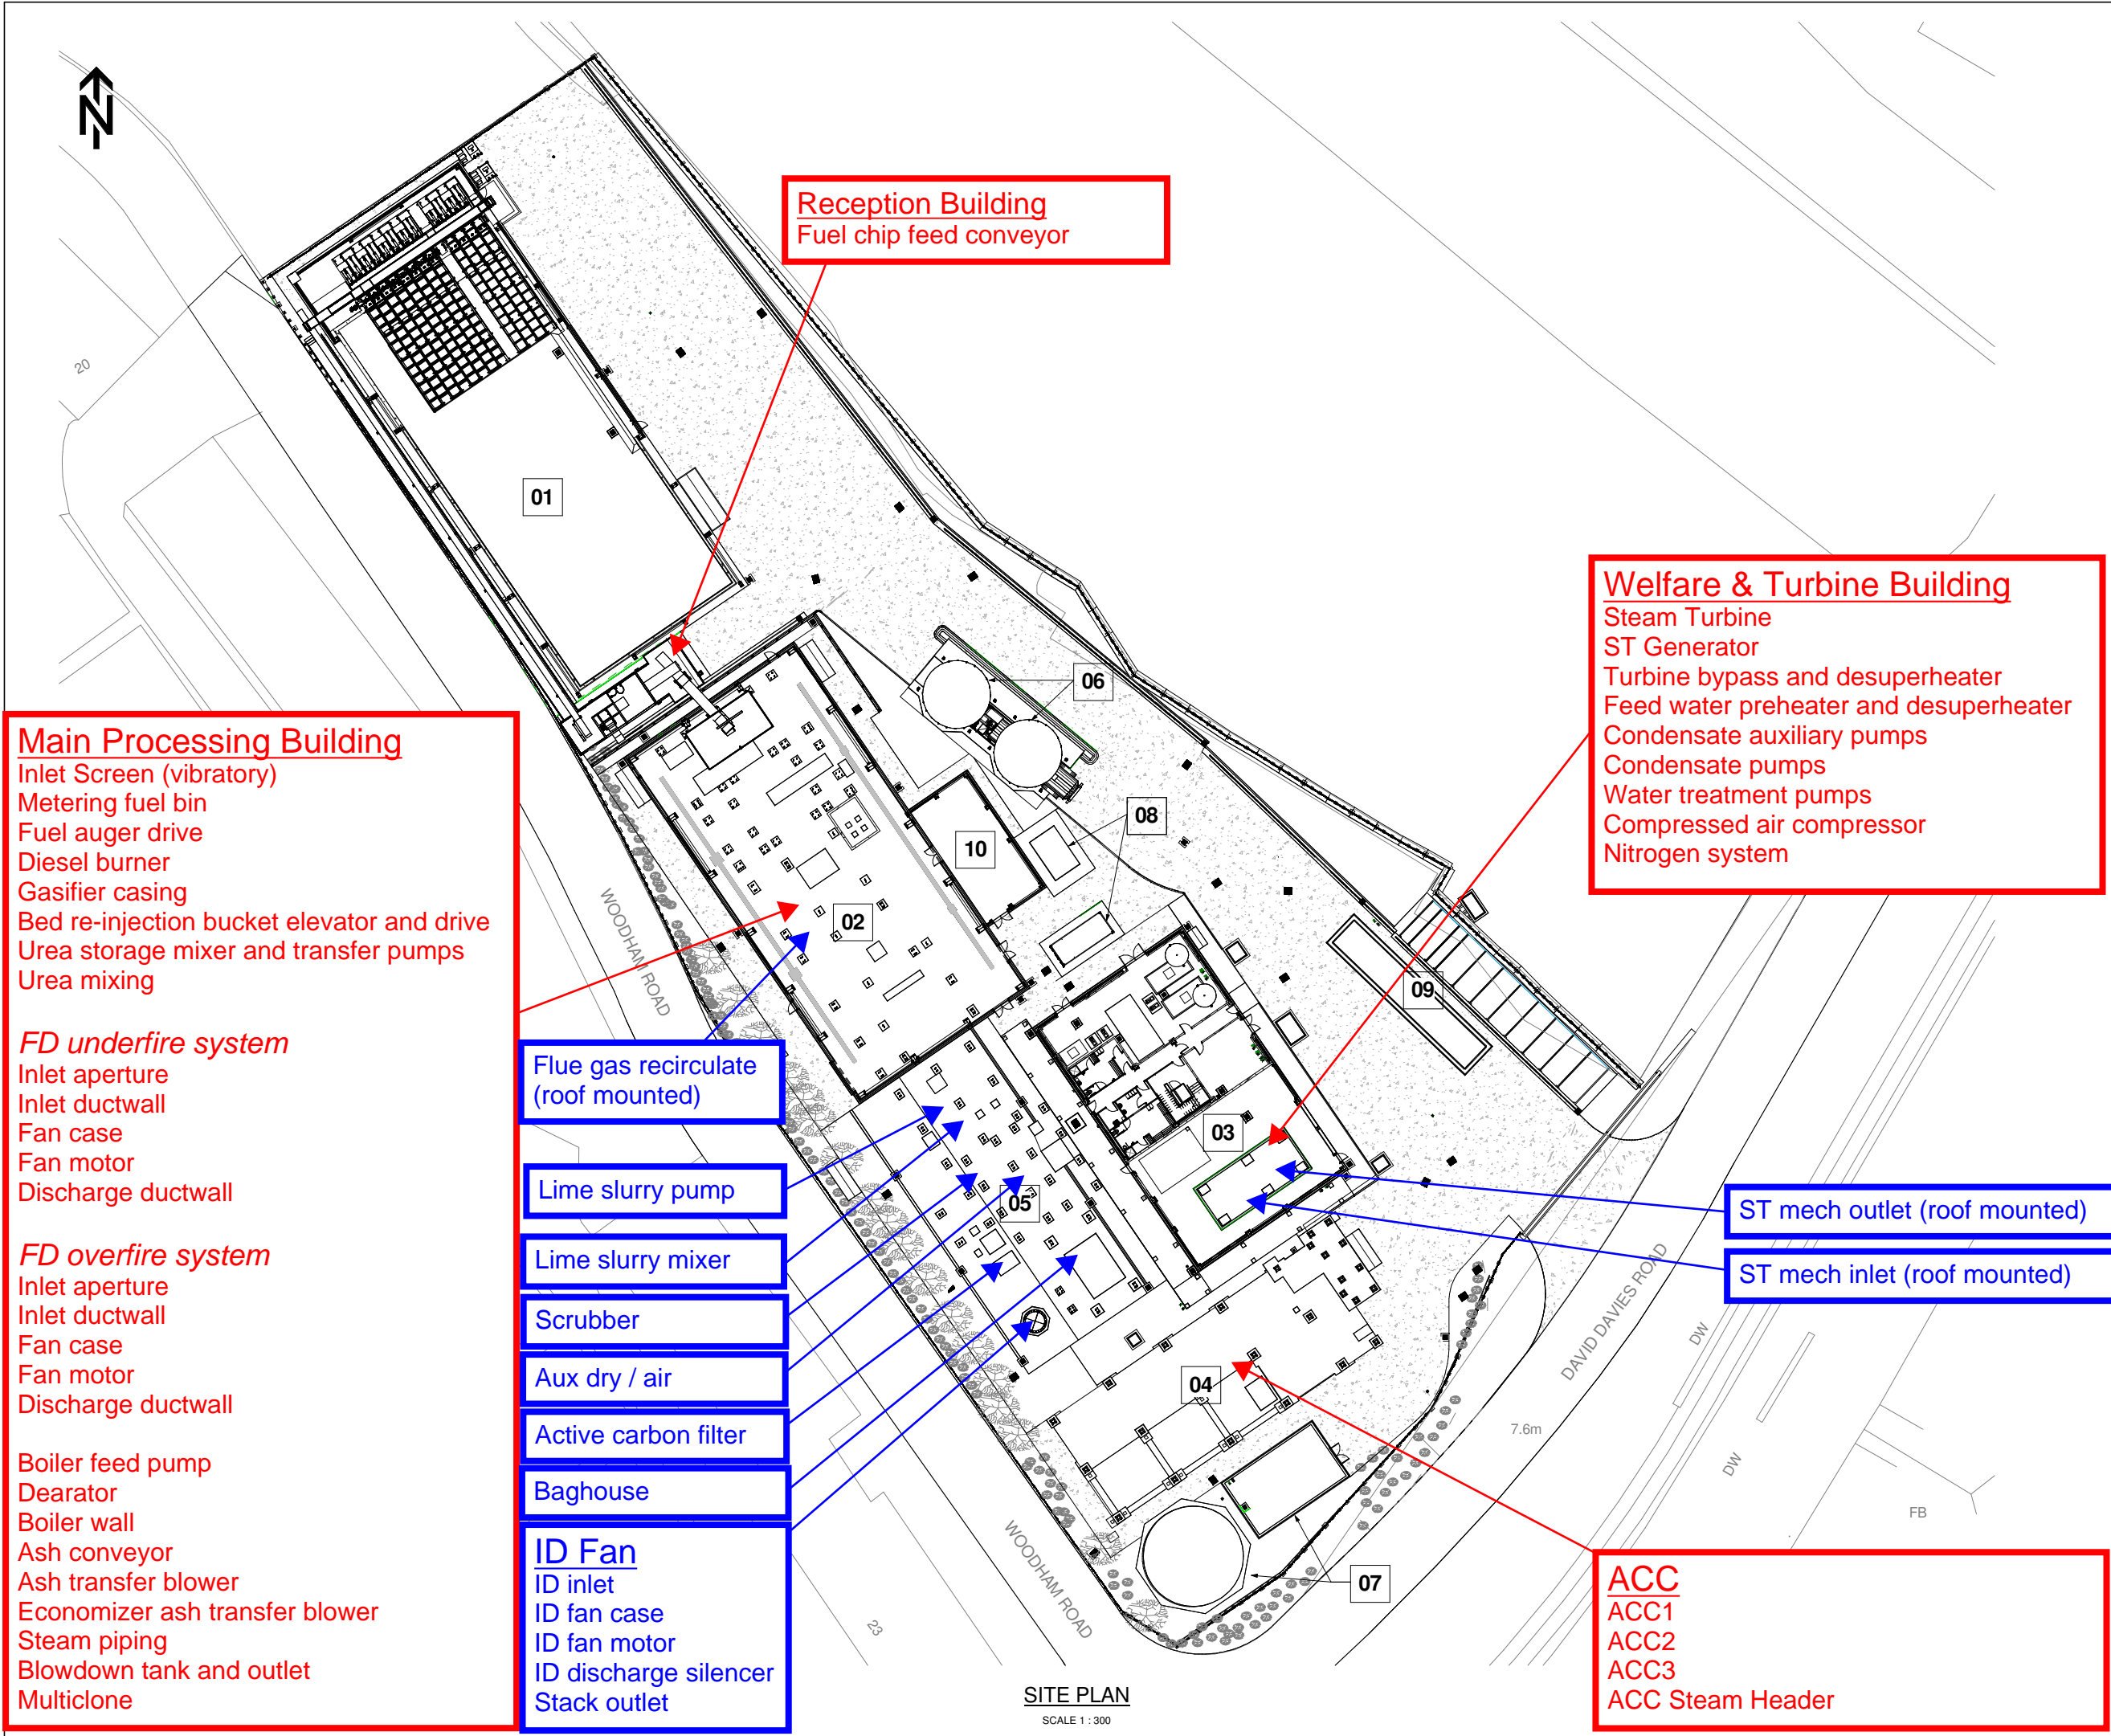 N
Reception Building
Fuel chip feed conveyor
20
01
Welfare & Turbine Building
Steam Turbine
ST Generator
Turbine bypass and desuperheater
Feed water preheater and desuperheater
Condensate auxiliary pumps
Condensate pumps
Water treatment pumps
Compressed air compressor
Nitrogen system
06
08
10
02
09
03
05
04
07
Main Processing Building
Inlet Screen (vibratory)
Metering fuel bin
Fuel auger drive
Diesel burner
Gasifier casing
Bed re-injection bucket elevator and drive
Urea storage mixer and transfer pumps
Urea mixing
FD underfire system
Inlet aperture
Inlet ductwall
Fan case
Fan motor
Discharge ductwall
FD overfire system
Inlet aperture
Inlet ductwall
Fan case
Fan motor
Discharge ductwall
Boiler feed pump
Dearator
Boiler wall
Ash conveyor
Ash transfer blower
Economizer ash transfer blower
Steam piping
Blowdown tank and outlet
Multiclone
WOODHAM ROAD
Flue gas recirculate
(roof mounted)
Lime slurry pump
Lime slurry mixer
Scrubber
Aux dry / air
Active carbon filter
Baghouse
ID Fan
ID inlet
ID fan case
ID fan motor
ID discharge silencer
Stack outlet
ST mech outlet (roof mounted)
ST mech inlet (roof mounted)
DAVID DAVIES ROAD
DW
7.6m
DW
FB
WOODHAM ROAD
23
ACC
ACC1
ACC2
ACC3
ACC Steam Header
SITE PLAN
SCALE 1 : 300